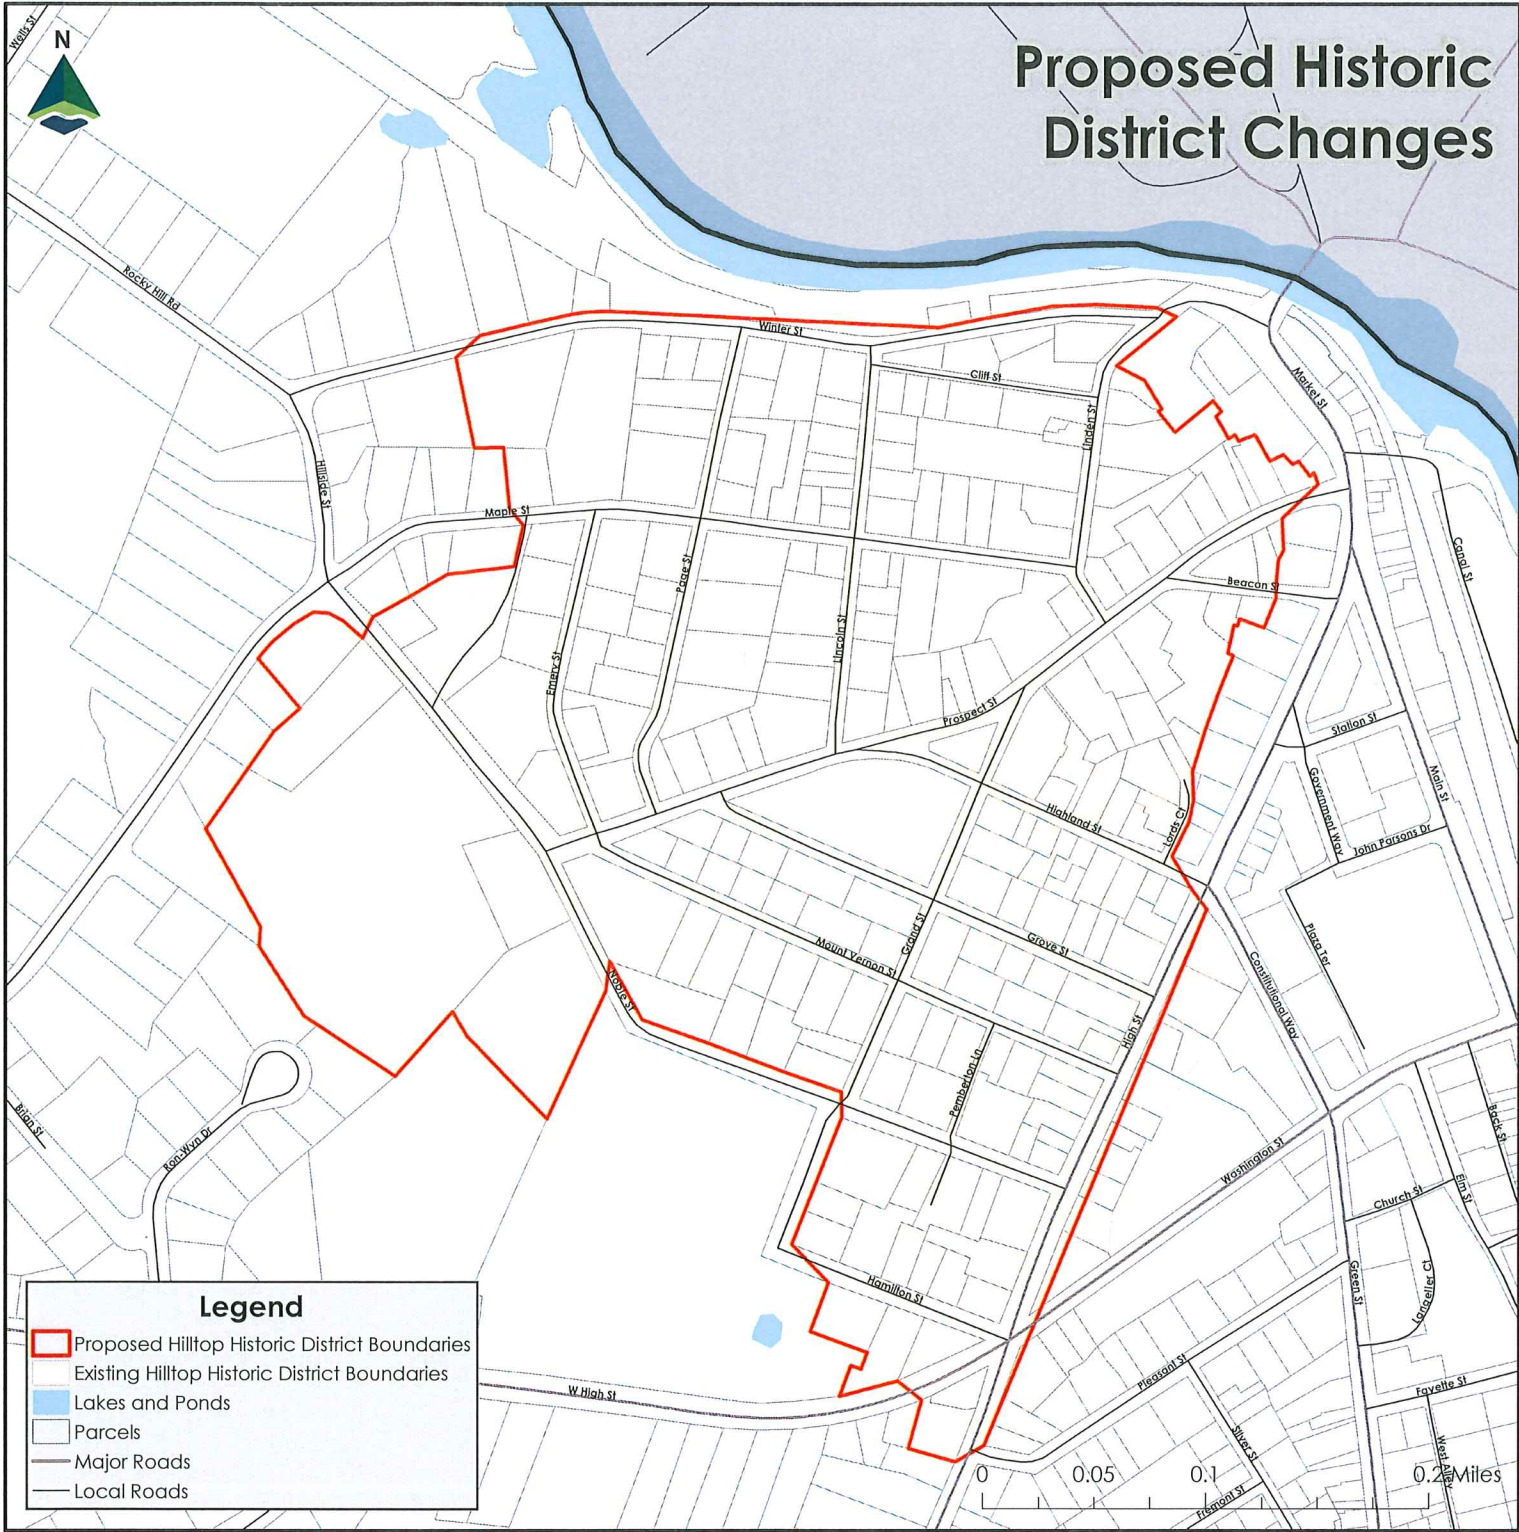 Proposed Historic
District Changes
N
Wells St
Rocky Hill Rd
Winter St
Cliff St
Market St
Linden St
Hillside St
Maple St
Canal St
Page St
Beacon St
Lincoln St
Emery St
Prospect St
Stallon St
Main St
Government Way
Highland St
Lords Ct
John Parsons Dr
Grand St
Grove St
Mount Vernon St
Plaza Ter
Constitutional Way
Noble St
High St
Pemberton Ln
Back St
Brian St
Ron-Wyn Dr
Washington St
Elm St
Church St
Hamilton St
Green St
Langelier Ct
Pleasant St
W High St
Fayette St
Silver St
West Alley
Fremont St
Legend
Proposed Hilltop Historic District Boundaries
Existing Hilltop Historic District Boundaries
Lakes and Ponds
Parcels
Major Roads
Local Roads
0 0.05 0.1 0.2 Miles